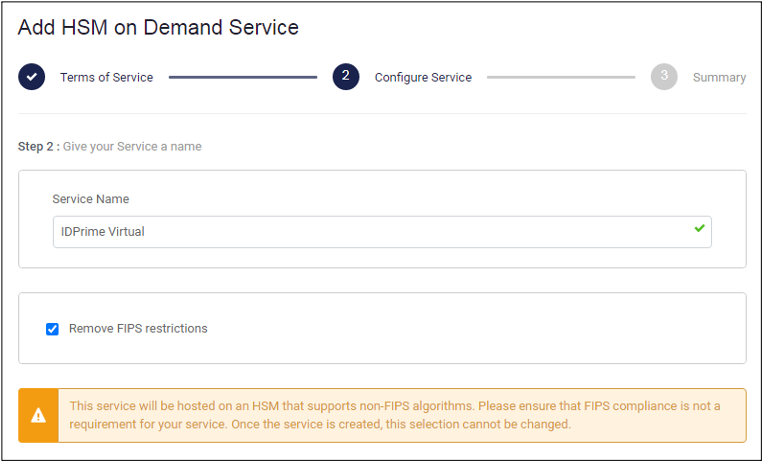 Add HSM on Demand Service
Terms of Service
2
Configure Service
3
Summary
Step 2 : Give your Service a name
Service Name
IDPrime Virtual
Remove FIPS restrictions
This service will be hosted on an HSM that supports non-FIPS algorithms. Please ensure that FIPS compliance is not a
requirement for your service. Once the service is created, this selection cannot be changed.